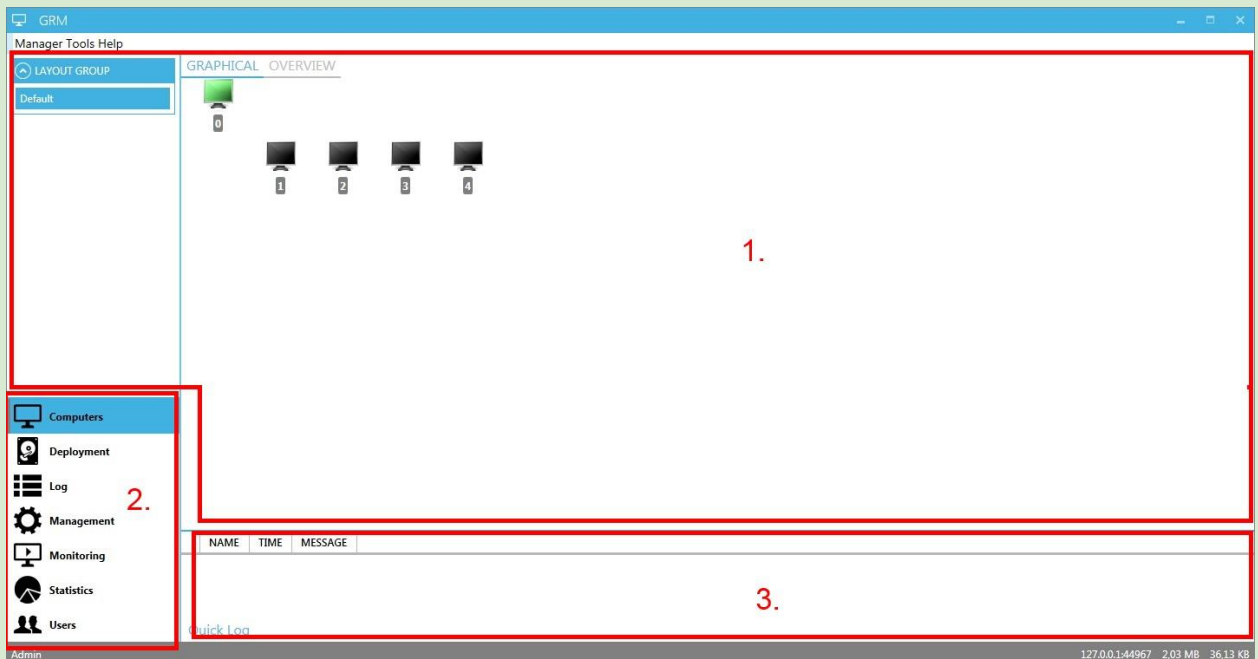 GRM
Manager Tools Help
LAYOUT GROUP
Default
GRAPHICAL OVERVIEW
0
1 2 3 4
1.
Computers
Deployment
Log
Management
Monitoring
Statistics
Users
2.
NAME TIME MESSAGE
3.
Quick Log
Admin 127.0.0.1:44967 2,03 MB 36,13 KB